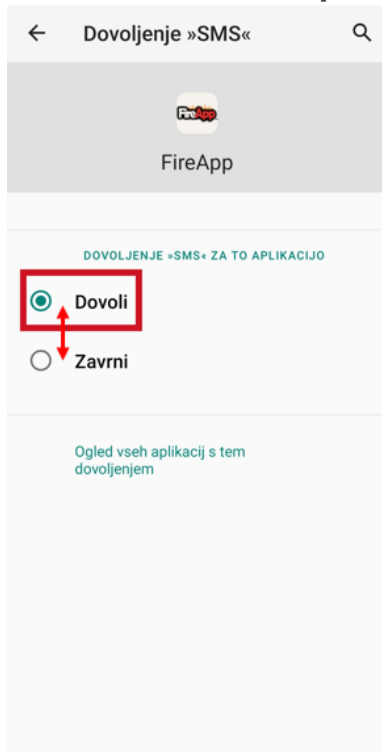 Dovoljenje »SMS«
FireApp
FireApp
DOVOLJENJE »SMS« ZA TO APLIKACIJO
Dovoli
Zavrni
Ogled vseh aplikacij s tem
dovoljenjem